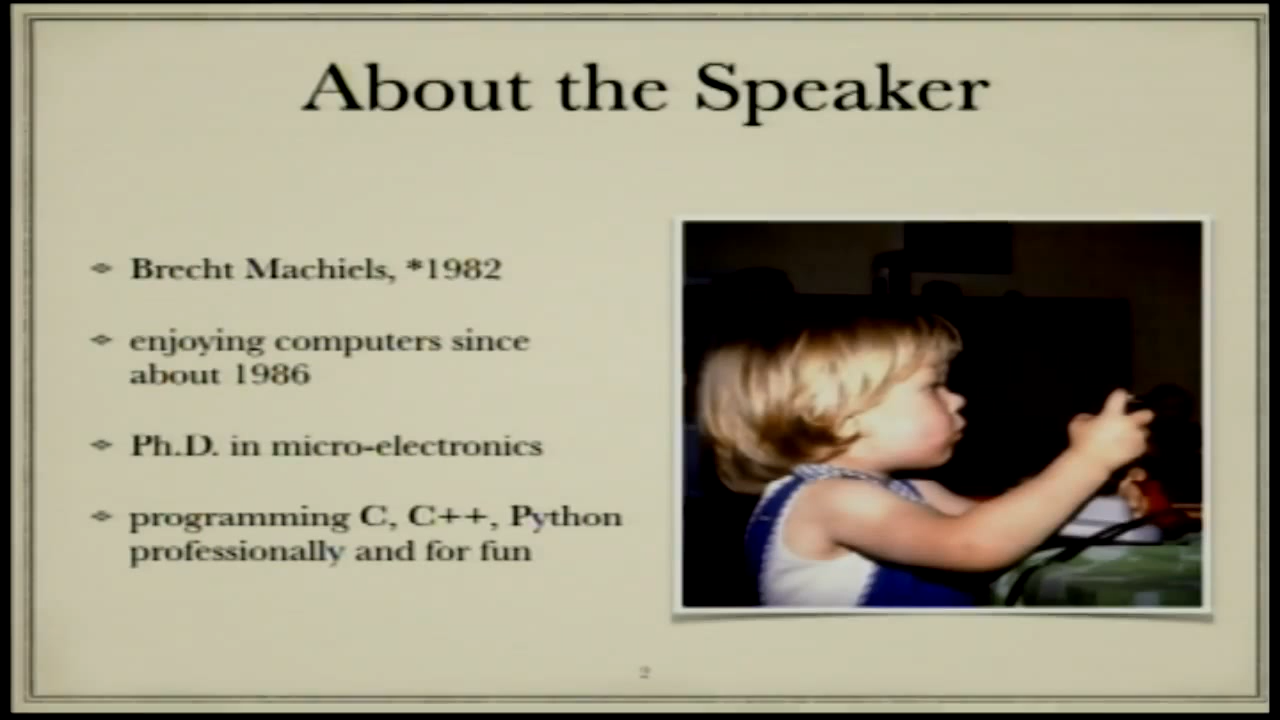 About the Speaker
Brecht Machiels, *1982
enjoying computers since
about 1986
Ph.D. in micro-electronics
programming C, C++, Python
professionally and for fun
2